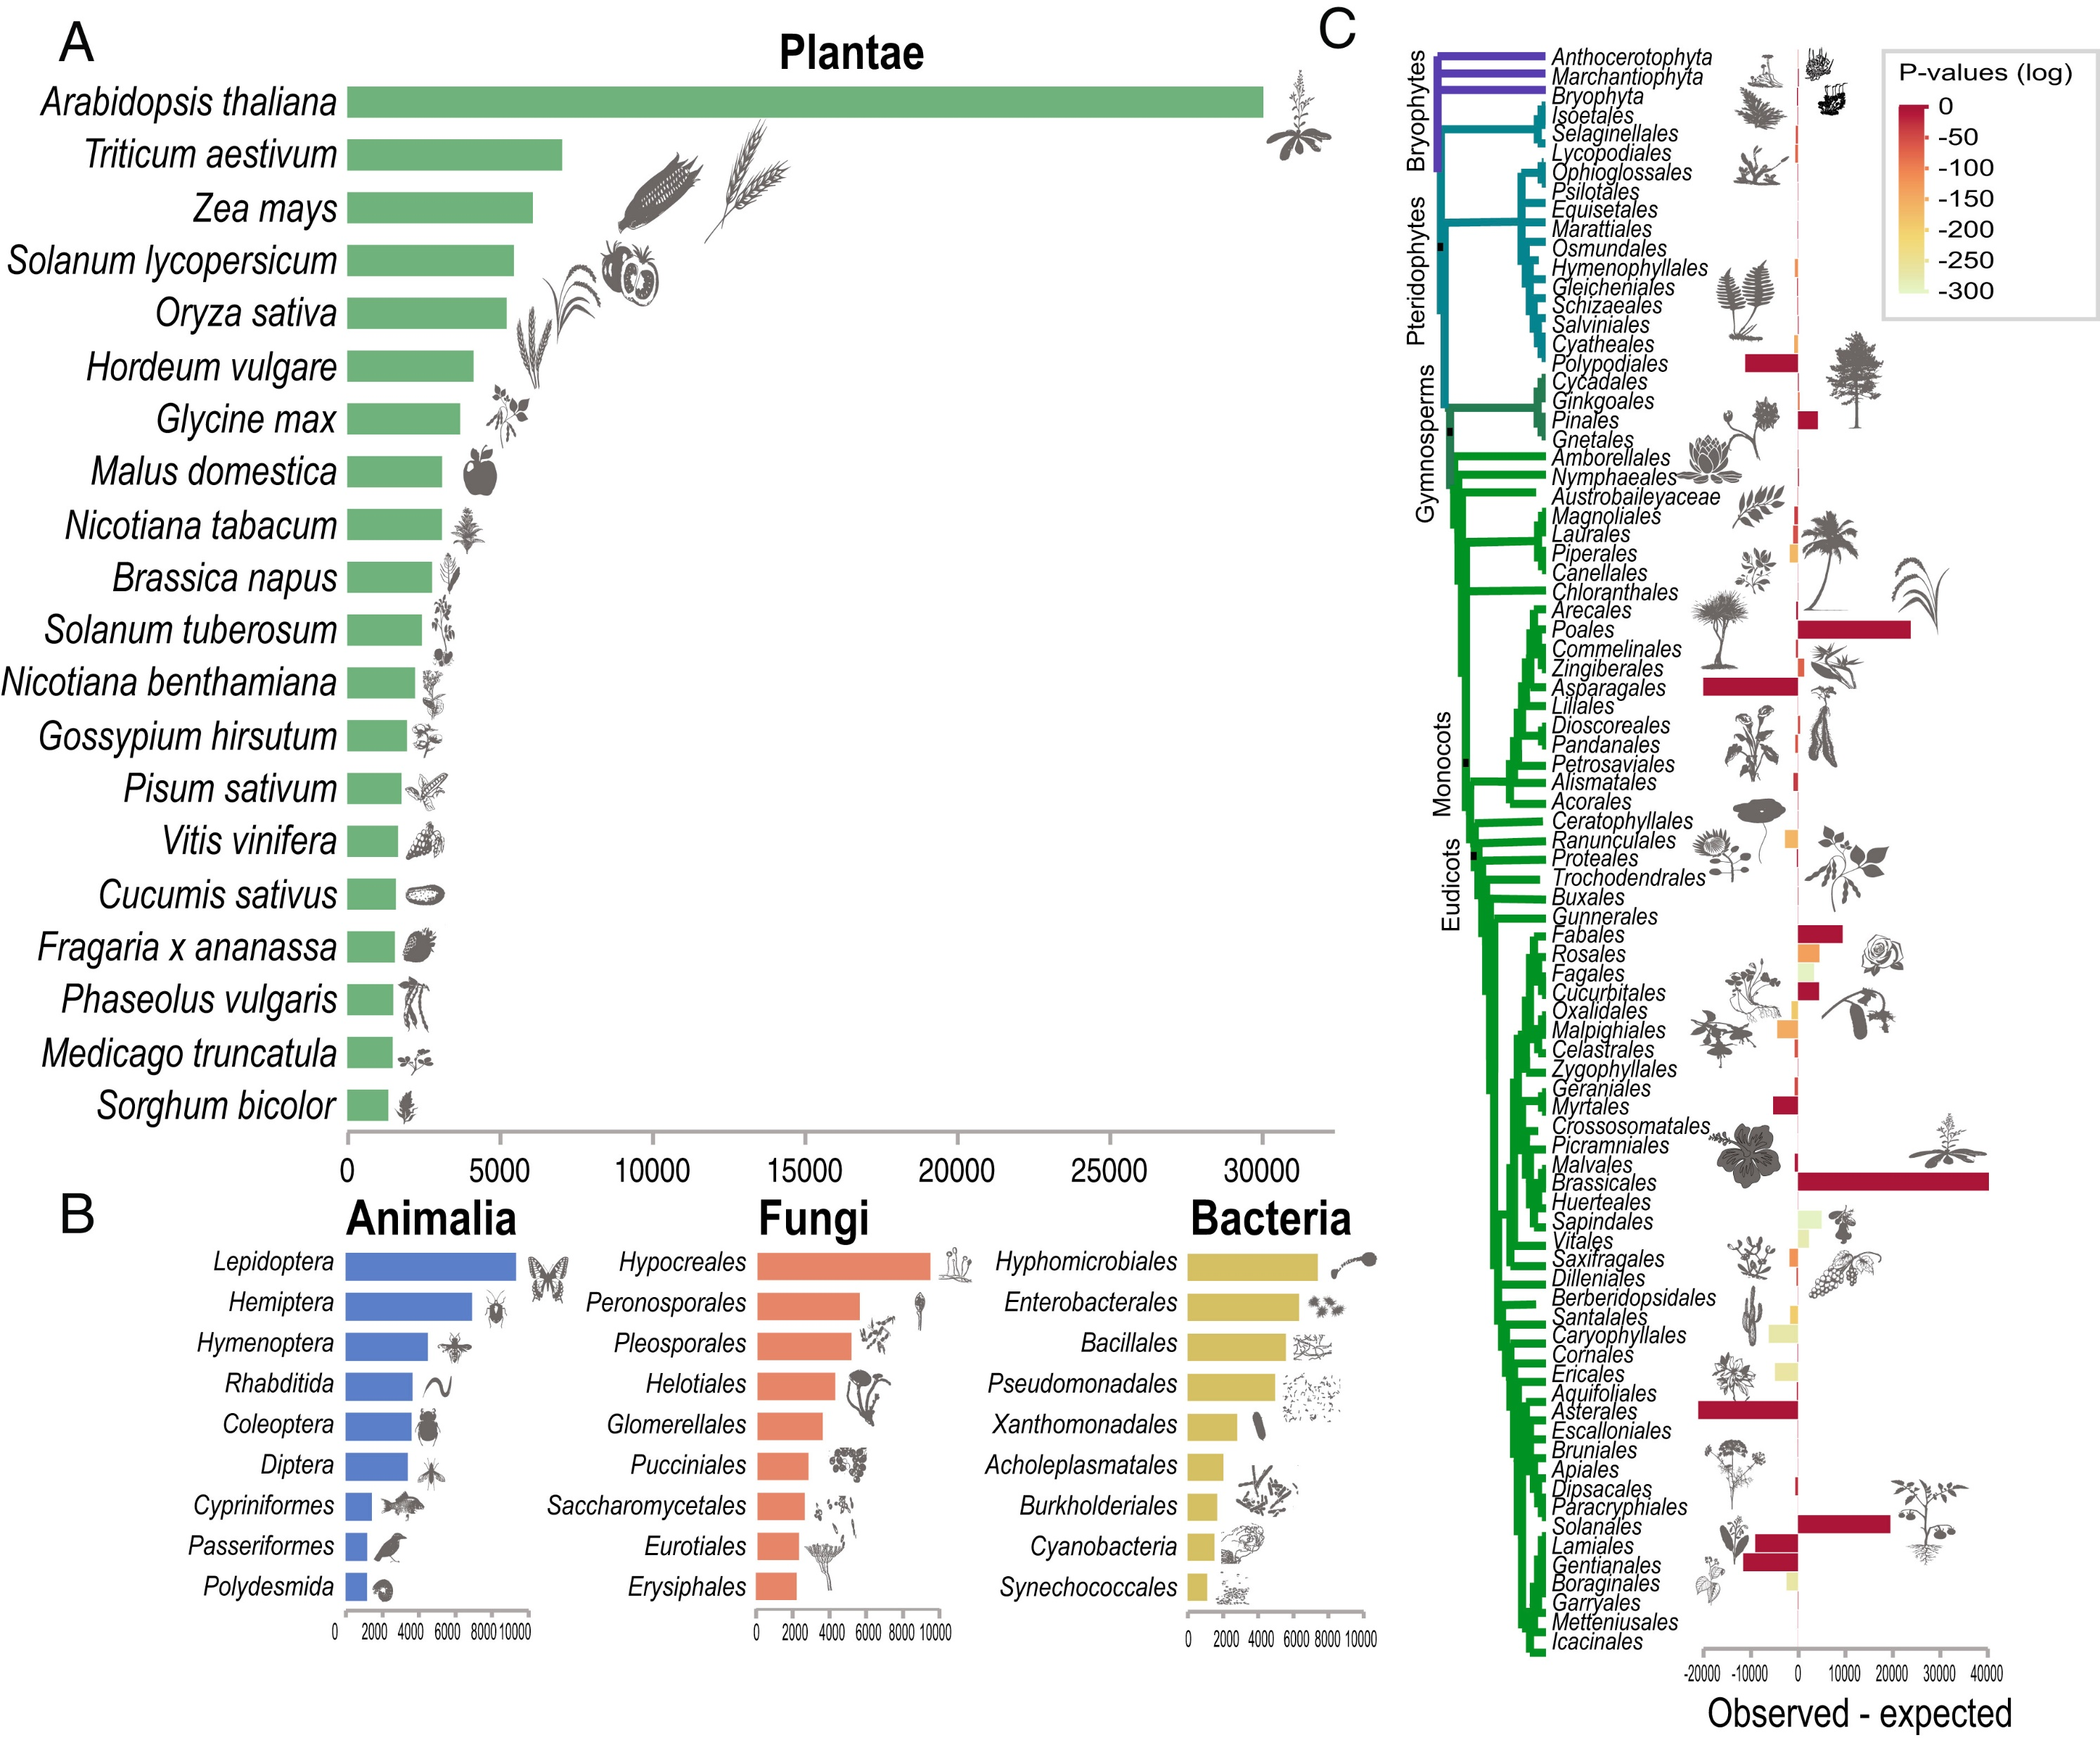 A
Plantae
Arabidopsis thaliana
Triticum aestivum
Zea mays
Solanum lycopersicum
Oryza sativa
Hordeum vulgare
Glycine max
Malus domestica
Nicotiana tabacum
Brassica napus
Solanum tuberosum
Nicotiana benthamiana
Gossypium hirsutum
Pisum sativum
Vitis vinifera
Cucumis sativus
Fragaria x ananassa
Phaseolus vulgaris
Medicago truncatula
Sorghum bicolor
0 5000 10000 15000 20000 25000 30000
B
Animalia
Lepidoptera
Hemiptera
Hymenoptera
Rhabditida
Coleoptera
Diptera
Cypriniformes
Passeriformes
Polydesmida
0 2000 4000 6000 8000 10000
Fungi
Hypocreales
Peronosporales
Pleosporales
Helotiales
Glomerellales
Pucciniales
Saccharomycetales
Eurotiales
Erysiphales
0 2000 4000 6000 8000 10000
Bacteria
Hyphomicrobiales
Enterobacterales
Bacillales
Pseudomonadales
Xanthomonadales
Acholeplasmatales
Burkholderiales
Cyanobacteria
Synechococcales
0 2000 4000 6000 8000 10000
C
Bryophytes
Pteridophytes
Gymnosperms
Monocots
Eudicots
Anthocerotophyta
Marchantiophyta
Bryophyta
Isoetales
Selaginellales
Lycopodiales
Ophioglossales
Psilotales
Equisetales
Marattiales
Osmundales
Hymenophyllales
Gleicheniales
Schizaeales
Salviniales
Cyatheales
Polypodiales
Cycadales
Ginkgoales
Pinales
Gnetales
Amborellales
Nymphaeales
Austrobaileyaceae
Magnoliales
Laurales
Piperales
Canellales
Chloranthales
Arecales
Poales
Commelinales
Zingiberales
Asparagales
Lillales
Dioscoreales
Pandanales
Petrosaviales
Alismatales
Acorales
Ceratophyllales
Ranunculales
Proteales
Trochodendrales
Buxales
Gunnerales
Fabales
Rosales
Fagales
Cucurbitales
Oxalidales
Malpighiales
Celastrales
Zygophyllales
Geraniales
Myrtales
Crossosomatales
Picramniales
Malvales
Brassicales
Huerteales
Sapindales
Vitales
Saxifragales
Dilleniales
Berberidopsidales
Santalales
Caryophyllales
Cornales
Ericales
Aquifoliales
Asterales
Escalloniales
Bruniales
Apiales
Dipsacales
Paracryphiales
Solanales
Lamiales
Gentianales
Boraginales
Garryales
Metteniusales
Icacinales
-20000 -10000 0 10000 20000 30000 40000
Observed - expected
P-values (log)
0
-50
-100
-150
-200
-250
-300